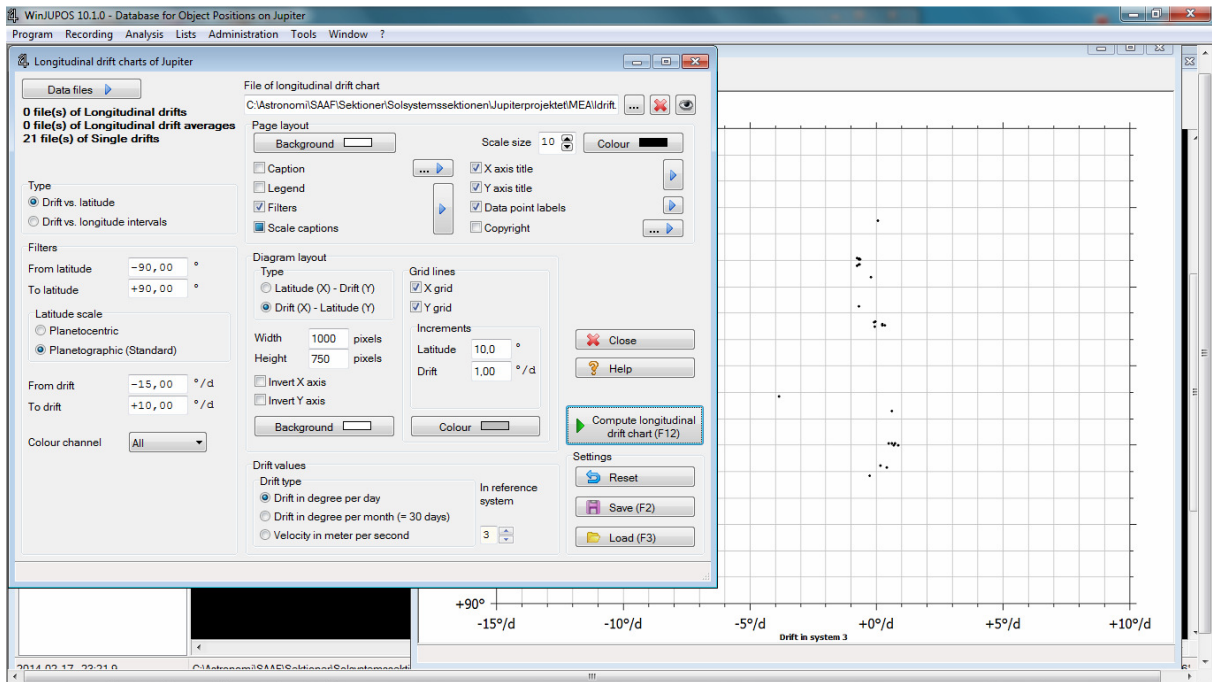 WinJUPOS 10.1.0 - Database for Object Positions on Jupiter
Program Recording Analysis Lists Administration Tools Window ?
Longitudinal drift charts of Jupiter
Data files
0 file(s) of Longitudinal drifts
0 file(s) of Longitudinal drift averages
21 file(s) of Single drifts
File of longitudinal drift chart
C:\Astronomi\SAAF\Sektioner\Solsystemssektionen\Jupiterprojektet\MEA\ldrift.
...
Page layout
Background
Scale size 10
Colour
Caption
...
X axis title
Legend
Y axis title
Filters
Data point labels
Scale captions
Copyright
...
Type
Drift vs. latitude
Drift vs. longitude intervals
Filters
From latitude -90,00 °
To latitude +90,00 °
Latitude scale
Planetocentric
Planetographic (Standard)
From drift -15,00 °/d
To drift +10,00 °/d
Colour channel All
Diagram layout
Type
Latitude (X) - Drift (Y)
Drift (X) - Latitude (Y)
Width 1000 pixels
Height 750 pixels
Invert X axis
Invert Y axis
Background
Grid lines
X grid
Y grid
Increments
Latitude 10,0 °
Drift 1,00 °/d
Colour
Close
Help
Compute longitudinal
drift chart (F12)
Drift values
Drift type
Drift in degree per day
Drift in degree per month (= 30 days)
Velocity in meter per second
In reference
system
3
Settings
Reset
Save (F2)
Load (F3)
+90°
-15°/d -10°/d -5°/d +0°/d +5°/d +10°/d
Drift in system 3